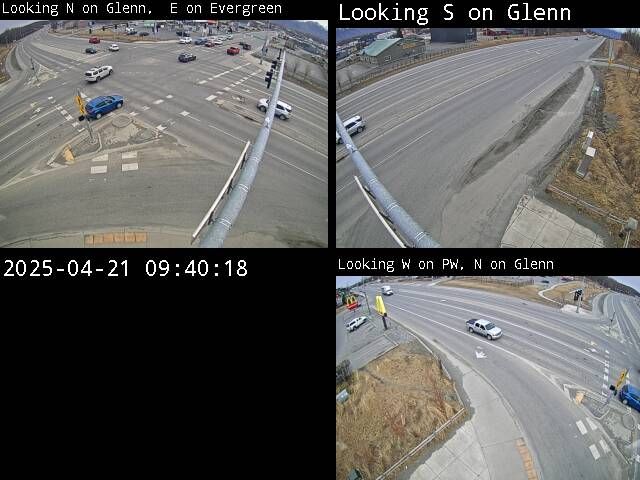 Looking N on Glenn,  E on Evergreen
Looking S on Glenn
2025-04-21 09:40:18
Looking W on PW, N on Glenn